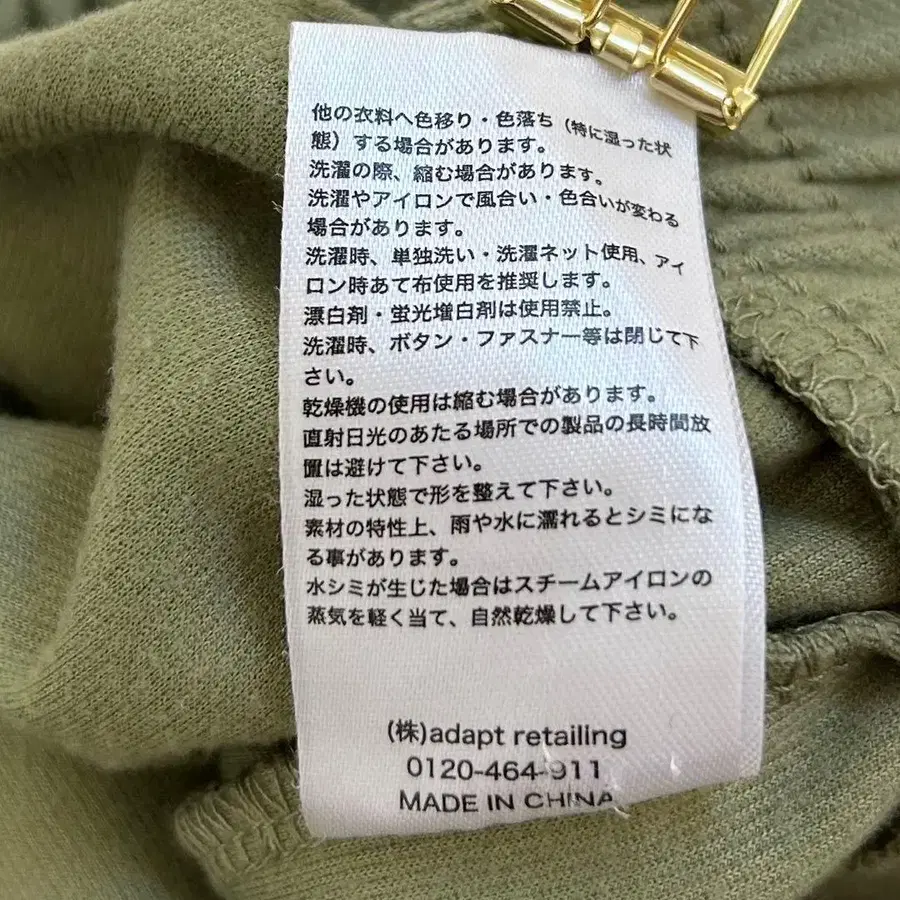 他の衣料へ色移り・色落ち（特に湿った状
態）する場合があります。
洗濯の際、縮む場合があります。
洗濯やアイロンで風合い・色合いが変わる
場合があります。
洗濯時、単独洗い・洗濯ネット使用、アイ
ロン時あて布使用を推奨します。
漂白剤・蛍光増白剤は使用禁止。
洗濯時、ボタン・ファスナー等は閉じて下
さい。
乾燥機の使用は縮む場合があります。
直射日光のあたる場所での製品の長時間放
置は避けて下さい。
湿った状態で形を整えて下さい。
素材の特性上、雨や水に濡れるとシミにな
る事があります。
水シミが生じた場合はスチームアイロンの
蒸気を軽く当て、自然乾燥して下さい。
(株)adapt retailing
0120-464-911
MADE IN CHINA